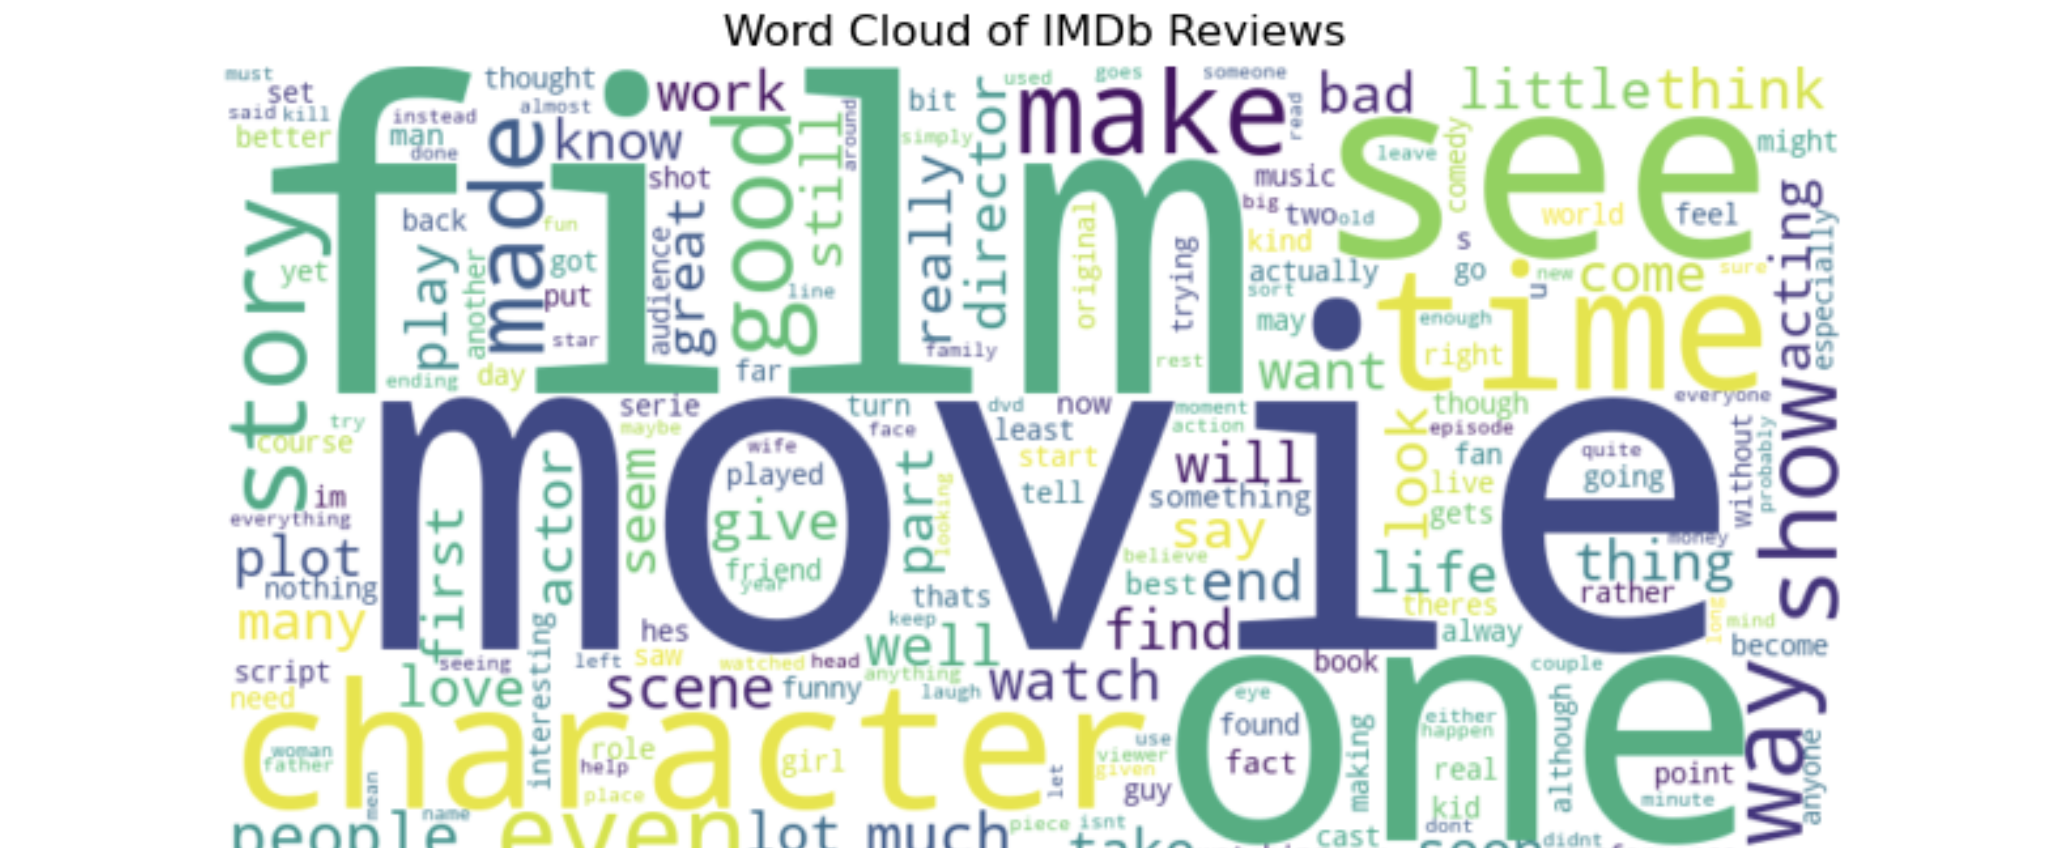 Word Cloud of IMDb Reviews
must
thought
work
used
goes
someone
bad
little
think
set
said
kill
instead
almost
film
bit
make
read
better
man
done
made
know
good
still
around
simply
director
see
leave
comedy
might
shot
music
story
back
fun
great
really
original
trying
big
two
old
kind
s
world
feel
acting
especially
yet
play
another
got
put
audience
line
actually
sort
go
u
new
come
sure
star
family
may
enough
time
ending
day
far
rest
want
right
movie
serie
maybe
turn
face
dvd
now
moment
action
though
episode
everyone
try
course
wife
least
look
fan
quite
without
probably
show
im
everything
first
actor
seem
played
give
part
looking
start
tell
will
something
say
live
gets
going
plot
nothing
friend
year
believe
best
end
life
thing
money
rather
many
interesting
thats
keep
theres
long
mind
hes
saw
well
find
alway
become
script
need
love
seeing
left
scene
watched
head
anything
funny
laugh
watch
book
couple
way
character
one
eye
found
fact
making
either
happen
although
woman
father
mean
role
help
place
girl
let
use
viewer
given
guy
real
kid
point
minute
anyone
people
name
even
lot
much
piece
isnt
take
cast
dont
seen
didnt